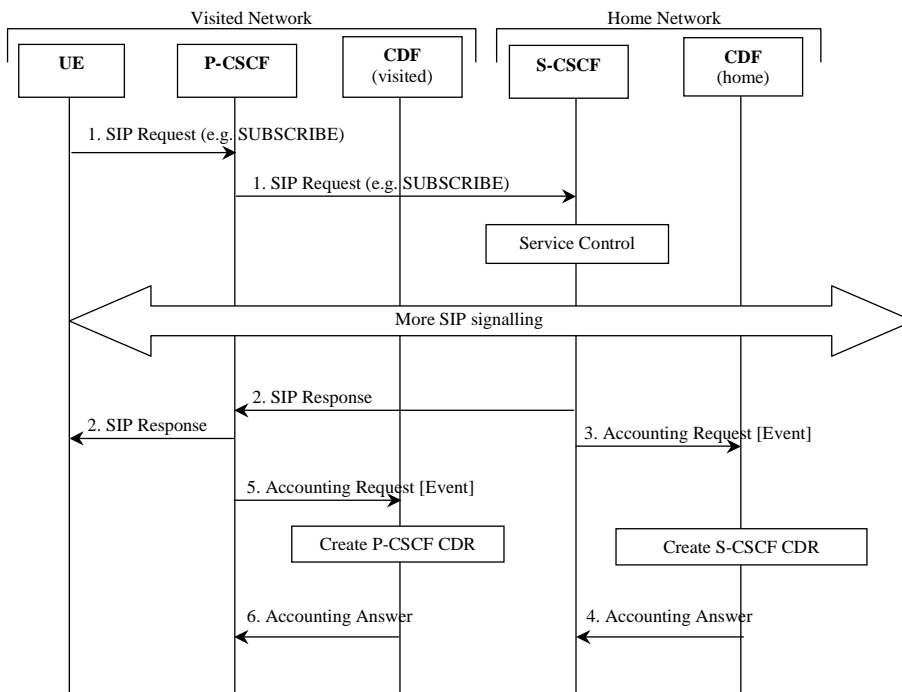 Visited Network
Home Network
UE
P-CSCF
CDF
(visited)
S-CSCF
CDF
(home)
1. SIP Request (e.g. SUBSCRIBE)
1. SIP Request (e.g. SUBSCRIBE)
Service Control
More SIP signalling
2. SIP Response
2. SIP Response
3. Accounting Request [Event]
5. Accounting Request [Event]
Create P-CSCF CDR
Create S-CSCF CDR
6. Accounting Answer
4. Accounting Answer